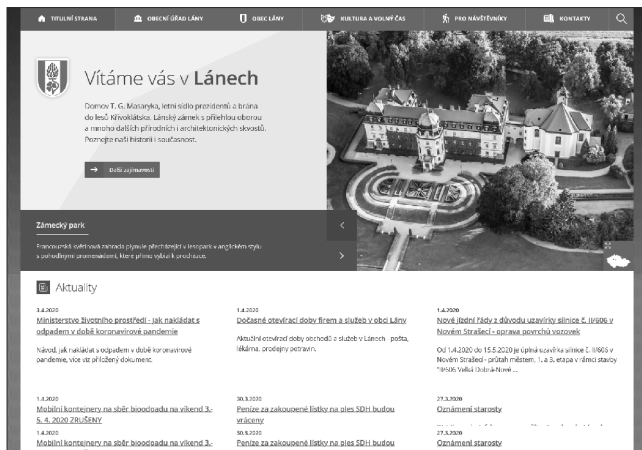 TITULNÍ STRANA
OBECNÍ ÚŘAD LÁNY
OBEC LÁNY
KULTURA A VOLNÝ ČAS
PRO NÁVŠTĚVNÍKY
KONTAKTY
Vítáme vás v Lánech
Domov T. G. Masaryka, letní sídlo prezidentů a brána
do lesů Křivoklátska. Lánský zámek s přilehlou oborou
a mnoho dalších přírodních i architektonických skvostů.
Poznejte naši historii i současnost.
Další zajímavosti
Zámecký park
Francouzská květinová zahrada plynule přecházející v lesopark v anglickém stylu
s pohodlnými promenádami, které přímo vybízí k procházce.
Aktuality
3.4.2020
Ministerstvo životního prostředí - Jak nakládat s
odpadem v době koronavirové pandemie
Návod, jak nakládat s odpadem v době koronavirové
pandemie, více viz přiložený dokument.
1.4.2020
Dočasné otevírací doby firem a služeb v obci Lány
Aktuální otevírací doby obchodů a služeb v Lánech - pošta,
lékárna, prodejny potravin.
1.4.2020
Nové jízdní řády z důvodu uzavírky silnice č. II/606 v
Novém Strašecí - oprava povrchů vozovek
Od 1.4.2020 do 15.5.2020 je úplná uzavírka silnice č. II/606 v
Novém Strašecí - průtah městem, 1. a 3. etapa v rámci stavby
"II/606 Velká Dobrá-Nové ...
1.4.2020
Mobilní kontejnery na sběr bioodpadu na víkend 3.-
5. 4. 2020 ZRUŠENY
30.3.2020
Peníze za zakoupené lístky na ples SDH budou
vráceny
27.3.2020
Oznámení starosty
1.4.2020
Mobilní kontejnery na sběr bioodpadu na víkend 3.-
30.3.2020
Peníze za zakoupené lístky na ples SDH budou
27.3.2020
Oznámení starosty